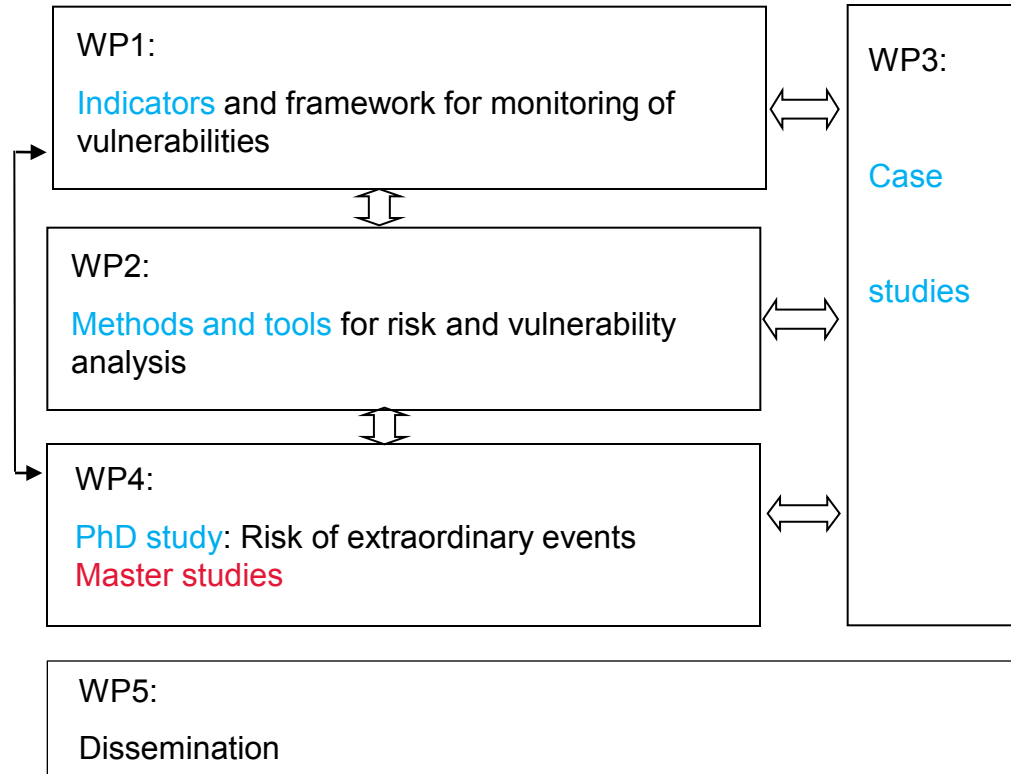 WP1:
Indicators and framework for monitoring of
vulnerabilities
WP2:
Methods and tools for risk and vulnerability
analysis
WP4:
PhD study: Risk of extraordinary events
Master studies
WP3:
Case
studies
WP5:
Dissemination